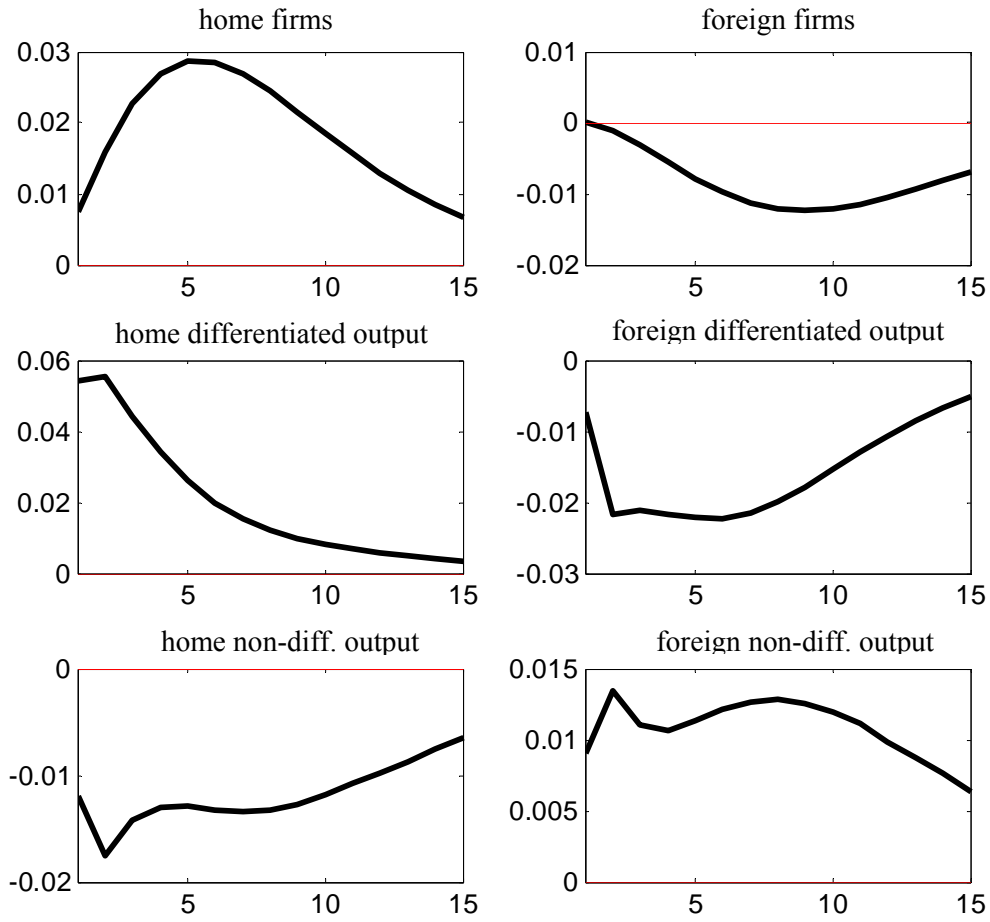 home firms
0.03
0.02
0.01
0
5 10 15
foreign firms
0.01
0
-0.01
-0.02
5 10 15
home differentiated output
0.06
0.04
0.02
0
5 10 15
foreign differentiated output
0
-0.01
-0.02
-0.03
5 10 15
home non-diff. output
0
-0.01
-0.02
5 10 15
foreign non-diff. output
0.015
0.01
0.005
0
5 10 15